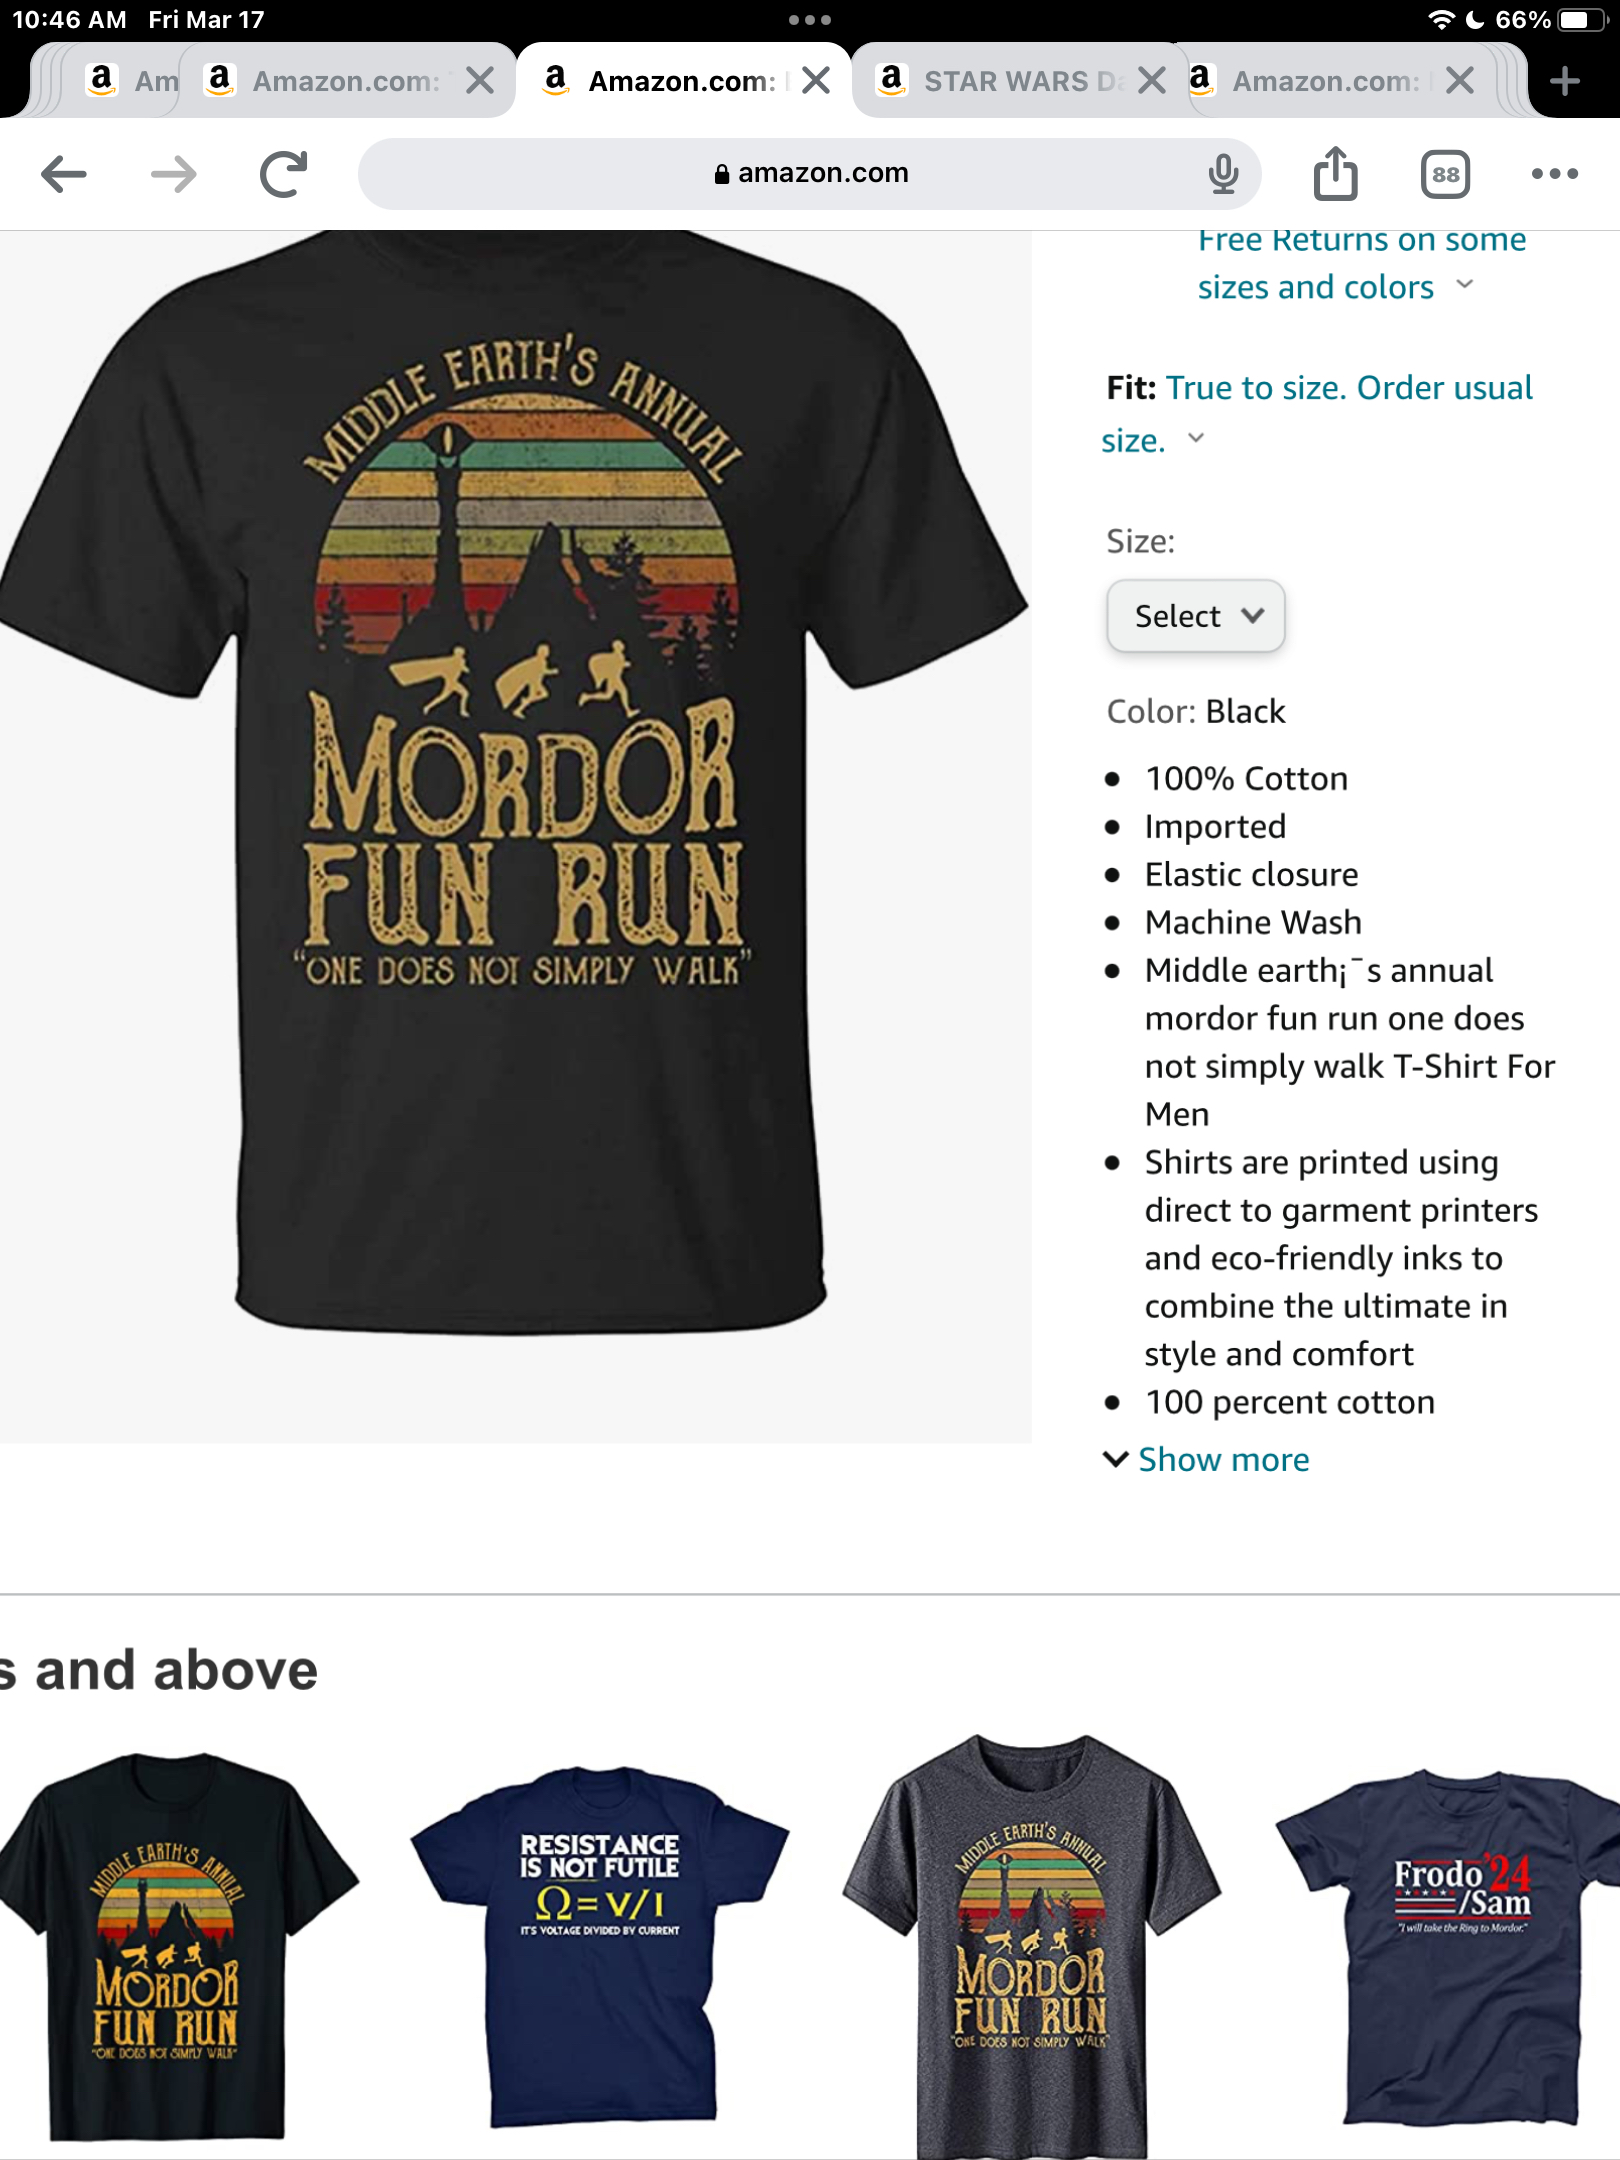 10:46 AM Fri Mar 17
66%
Am
Amazon.com:
Amazon.com:
STAR WARS Da
Amazon.com:
amazon.com
88
Free Returns on some
sizes and colors
Fit: True to size. Order usual
size.
Size:
Select
Color: Black
100% Cotton
Imported
Elastic closure
Machine Wash
Middle earth¡¯s annual
mordor fun run one does
not simply walk T-Shirt For
Men
Shirts are printed using
direct to garment printers
and eco-friendly inks to
combine the ultimate in
style and comfort
100 percent cotton
Show more
MIDDLE EARTH'S ANNUAL
MORDOR
FUN RUN
"ONE DOES NOT SIMPLY WALK"
s and above
MIDDLE EARTH'S ANNUAL
MORDOR
FUN RUN
"ONE DOES NOT SIMPLY WALK"
RESISTANCE
IS NOT FUTILE
Ω=V/I
IT'S VOLTAGE DIVIDED BY CURRENT
MIDDLE EARTH'S ANNUAL
MORDOR
FUN RUN
"ONE DOES NOT SIMPLY WALK"
Frodo '24
/Sam
"I will take the Ring to Mordor."